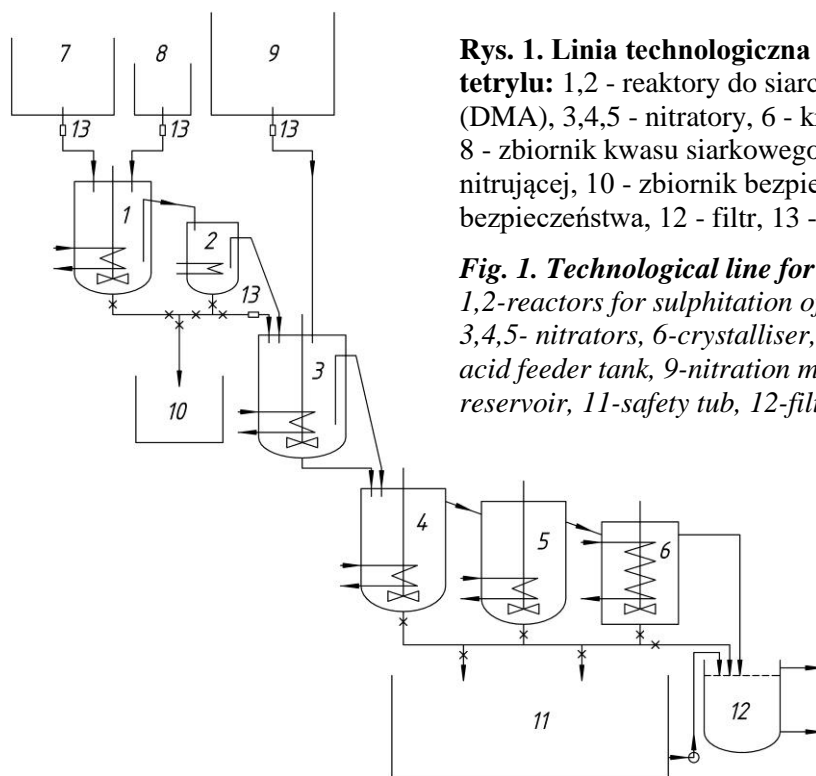 7
8
9
13
13
13
Rys. 1. Linia technologiczna
tetrylu: 1,2 - reaktory do siarc
(DMA), 3,4,5 - nitratory, 6 - k
8 - zbiornik kwasu siarkowego
nitrującej, 10 - zbiornik bezpie
bezpieczeństwa, 12 - filtr, 13 -
Fig. 1. Technological line for
1,2-reactors for sulphitation of
3,4,5- nitrators, 6-crystalliser,
acid feeder tank, 9-nitration m
reservoir, 11-safety tub, 12-fil
1
2
13
3
10
4
5
6
11
12